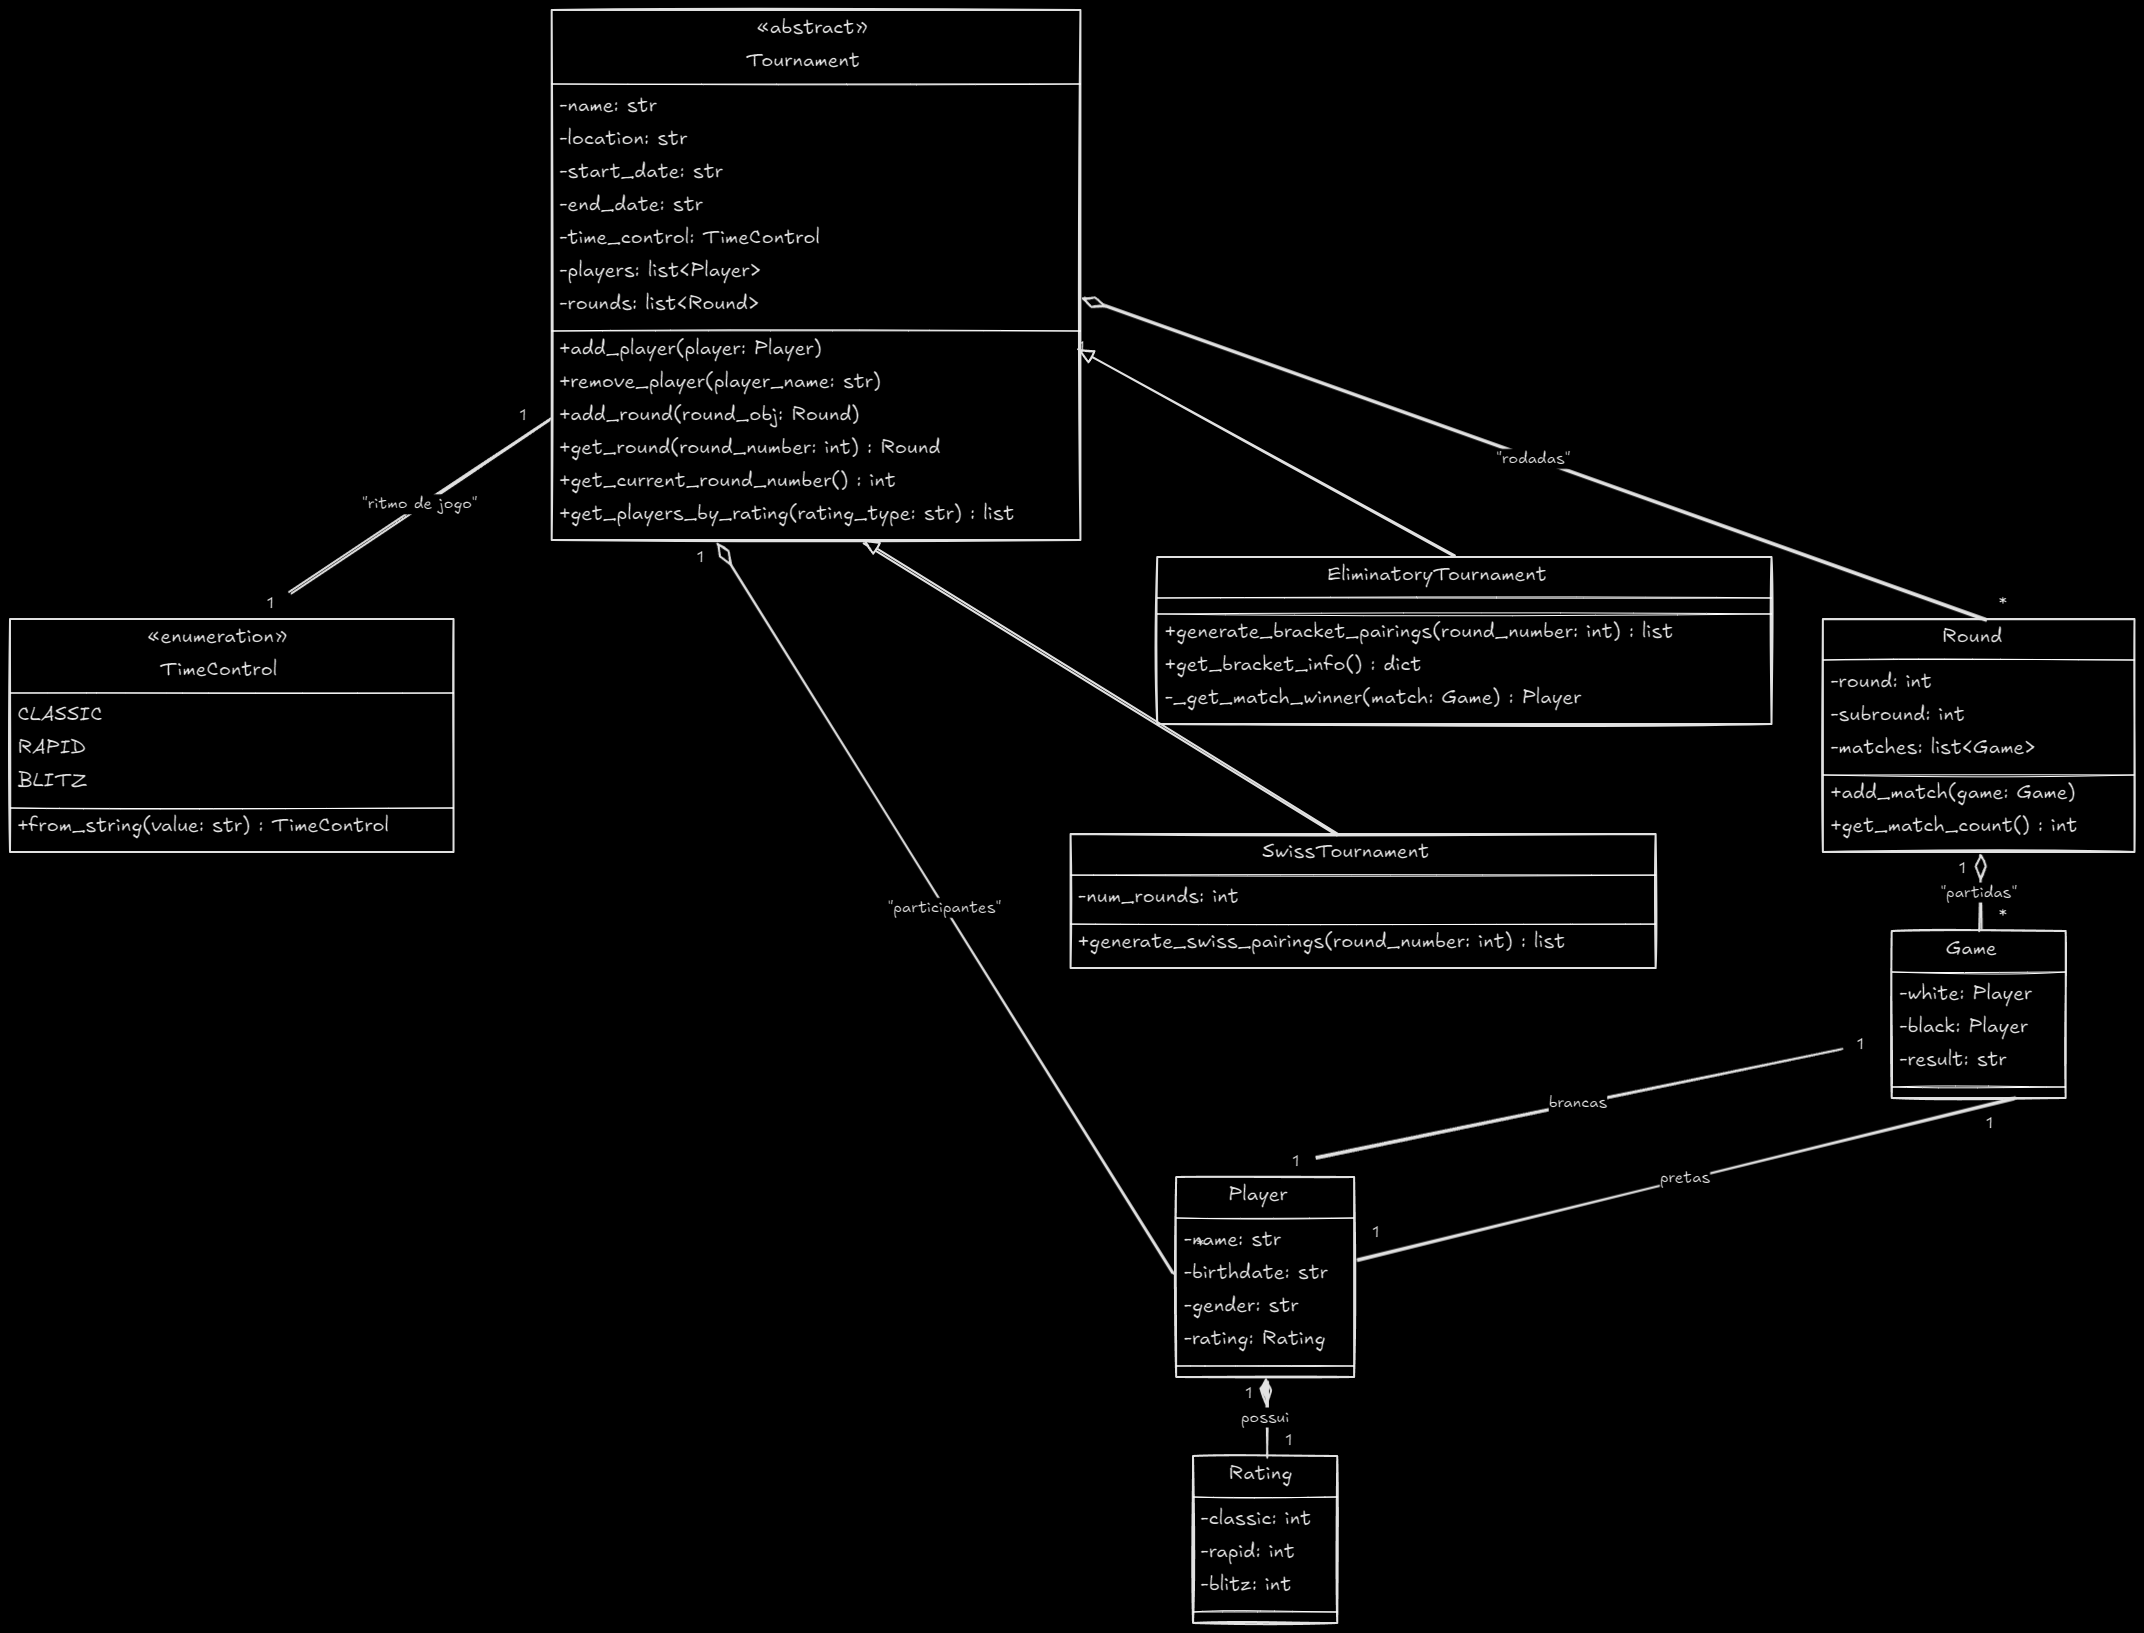 «abstract»
Tournament
-name: str
-location: str
-start_date: str
-end_date: str
-time_control: TimeControl
-players: list<Player>
-rounds: list<Round>
+add_player(player: Player)
+remove_player(player_name: str)
+add_round(round_obj: Round)
+get_round(round_number: int) : Round
+get_current_round_number() : int
+get_players_by_rating(rating_type: str) : list
1
"ritmo de jogo"
1
«enumeration»
TimeControl
CLASSIC
RAPID
BLITZ
+from_string(value: str) : TimeControl
1
"participantes"
*
1
"rodadas"
*
EliminatoryTournament
+generate_bracket_pairings(round_number: int) : list
+get_bracket_info() : dict
-_get_match_winner(match: Game) : Player
SwissTournament
-num_rounds: int
+generate_swiss_pairings(round_number: int) : list
Round
-round: int
-subround: int
-matches: list<Game>
+add_match(game: Game)
+get_match_count() : int
1
"partidas"
*
Game
-white: Player
-black: Player
-result: str
1
brancas
1
1
pretas
1
Player
-name: str
-birthdate: str
-gender: str
-rating: Rating
1
possui
1
Rating
-classic: int
-rapid: int
-blitz: int